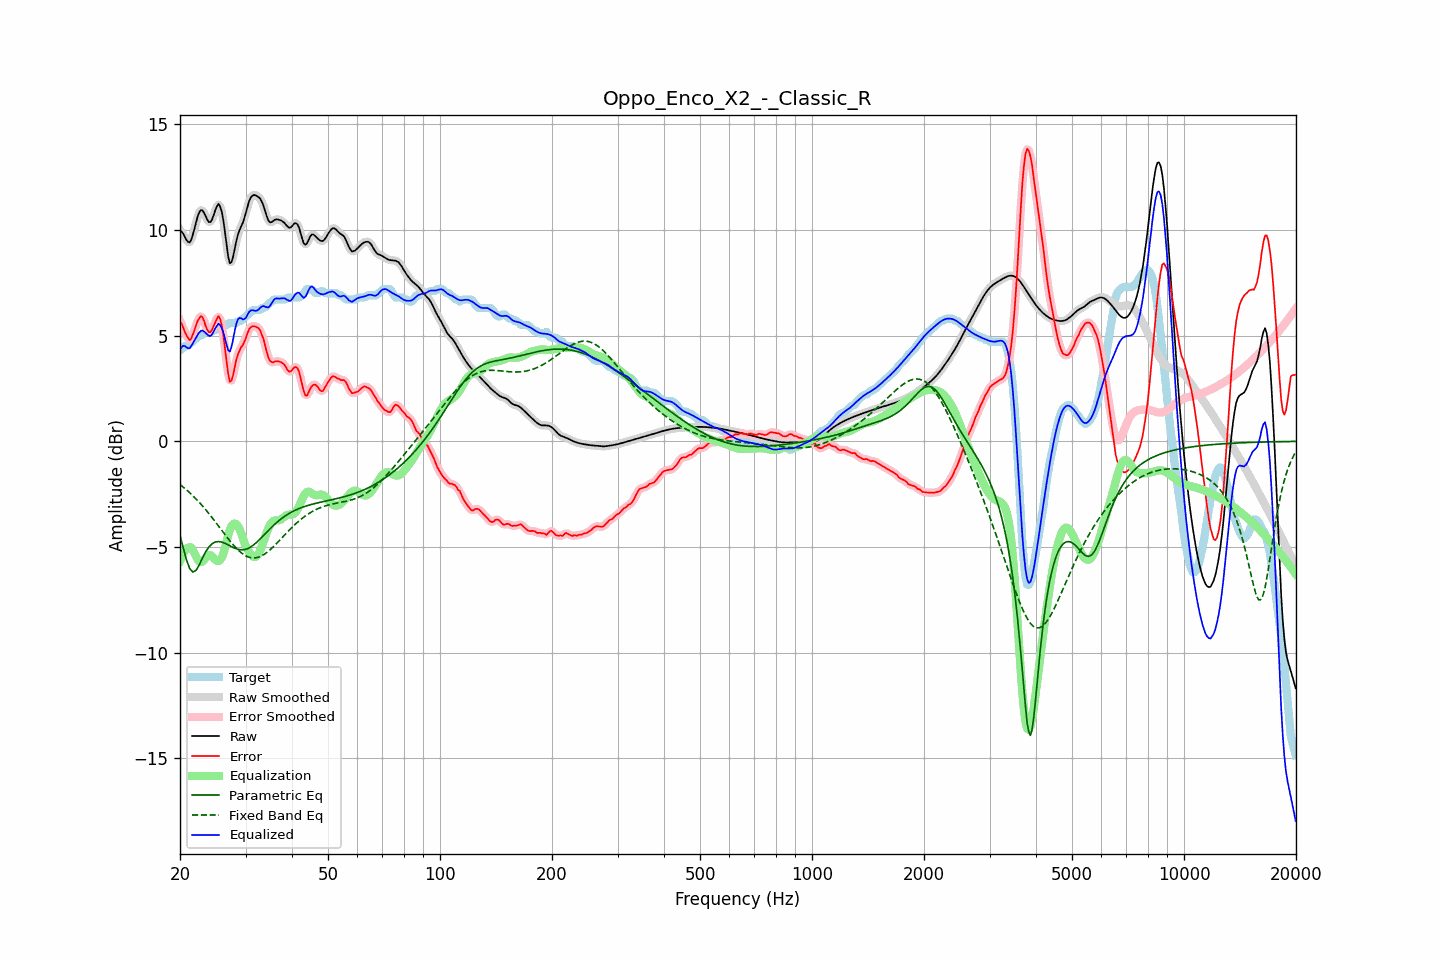 Oppo_Enco_X2_-_Classic_R
Amplitude (dBr)
15
10
5
0
−5
−10
−15
Target
Raw Smoothed
Error Smoothed
Raw
Error
Equalization
Parametric Eq
Fixed Band Eq
Equalized
20 50 100 200 500 1000 2000 5000 10000 20000
Frequency (Hz)